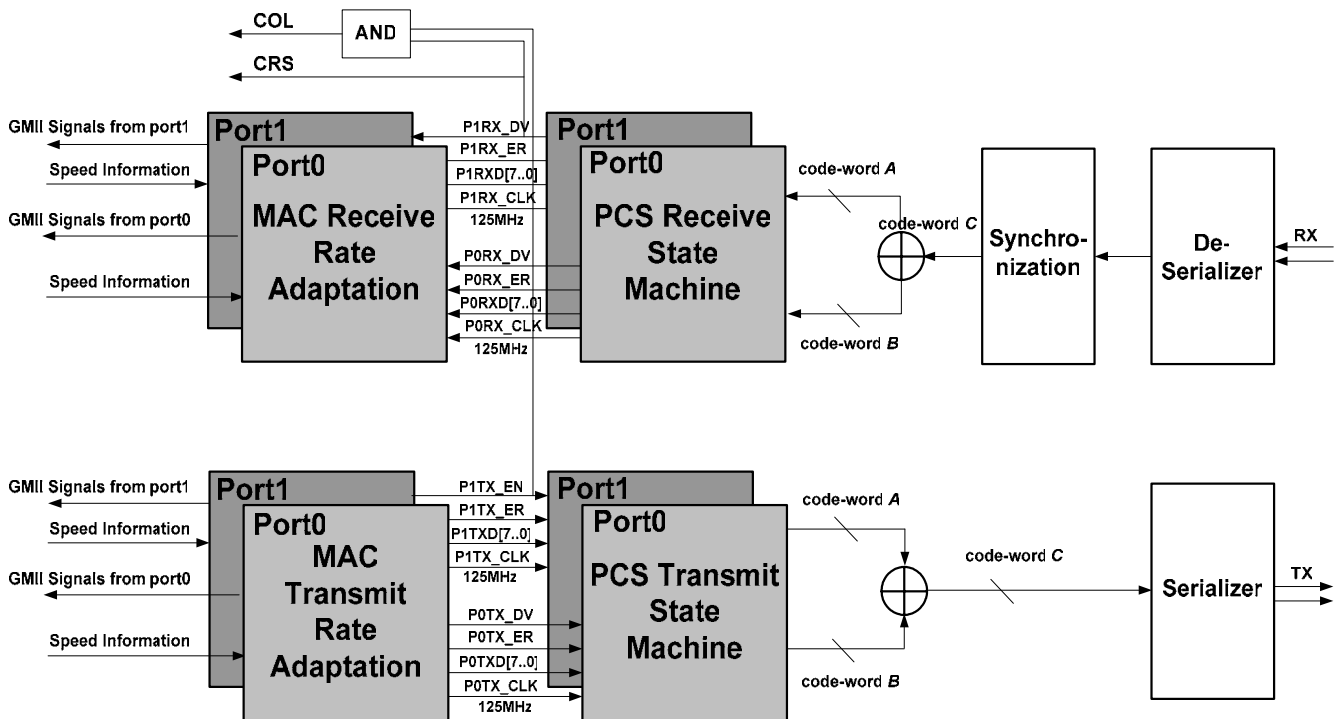 COL
AND
CRS
GMII Signals from port1
Speed Information
GMII Signals from port0
Speed Information
Port1
Port0
MAC Receive
Rate
Adaptation
P1RX_DV
P1RX_ER
P1RXD[7..0]
P1RX_CLK
125MHz
P0RX_DV
P0RX_ER
P0RXD[7..0]
P0RX_CLK
125MHz
Port1
Port0
PCS Receive
State
Machine
code-word A
code-word C
code-word B
Synchro-
nization
De-
Serializer
RX
GMII Signals from port1
Speed Information
GMII Signals from port0
Speed Information
Port1
Port0
MAC
Transmit
Rate
Adaptation
P1TX_EN
P1TX_ER
P1TXD[7..0]
P1TX_CLK
125MHz
P0TX_DV
P0TX_ER
P0TXD[7..0]
P0TX_CLK
125MHz
Port1
Port0
PCS Transmit
State
Machine
code-word A
code-word C
code-word B
Serializer
TX